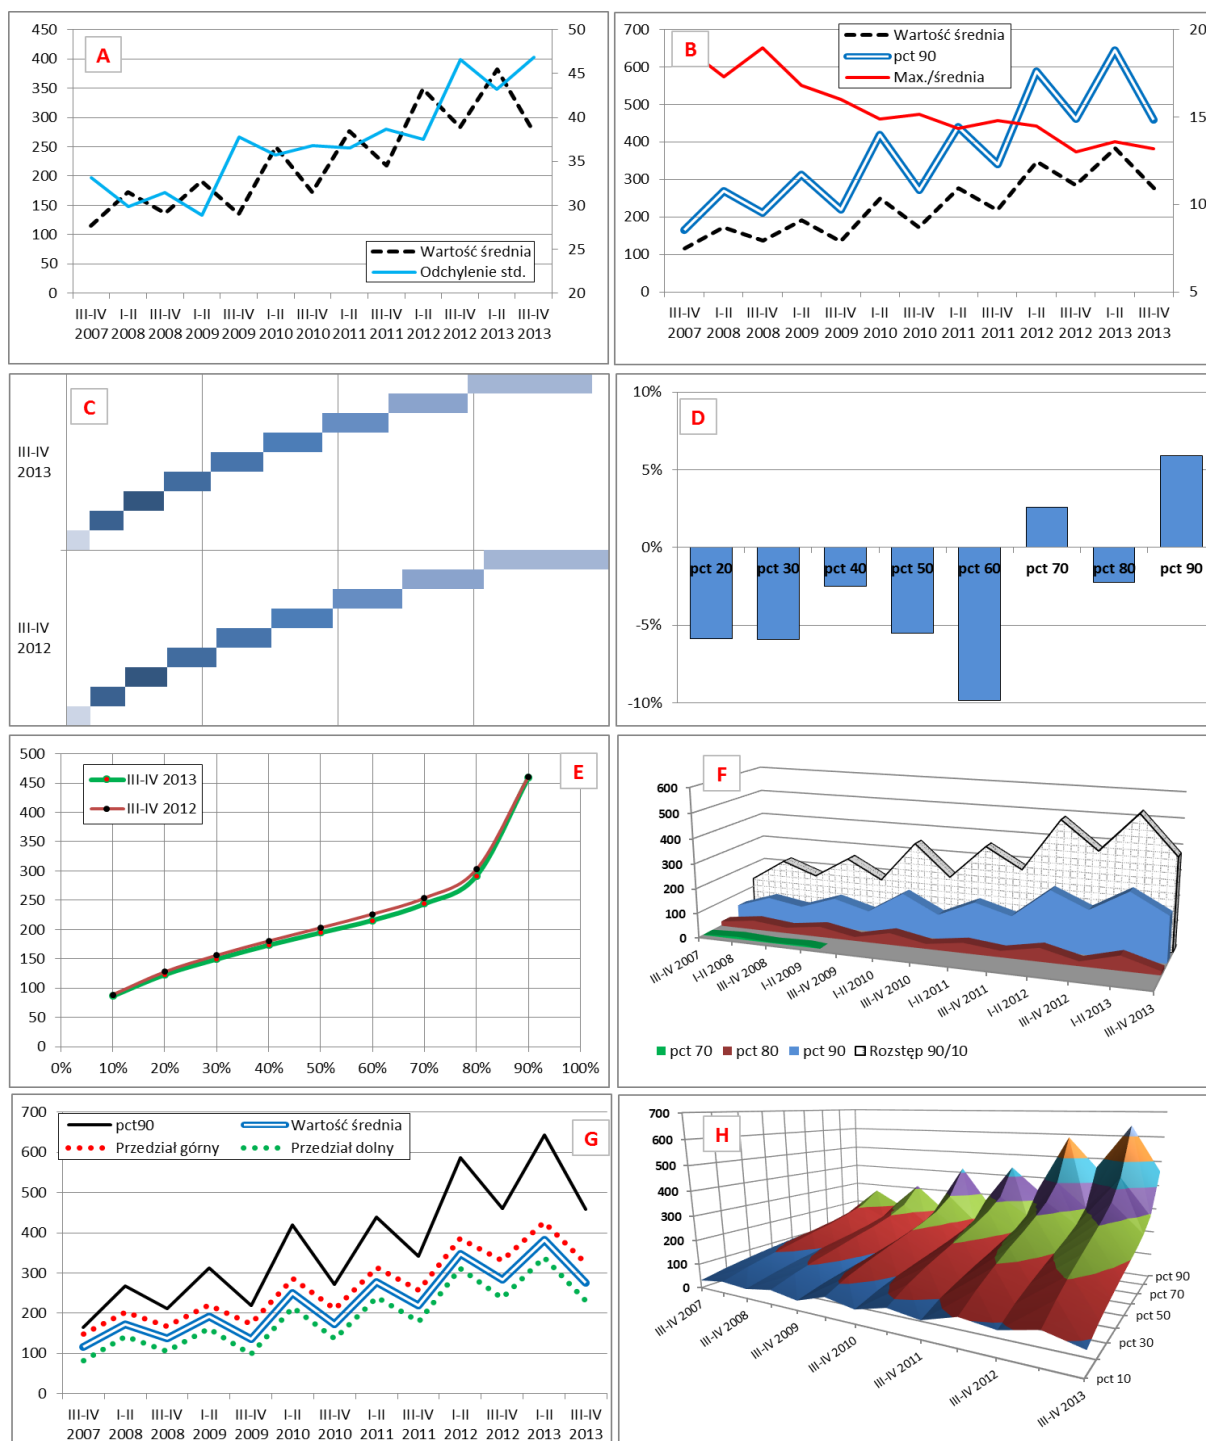 A
450
400
350
300
250
200
150
100
50
0
50
45
40
35
30
25
20
Wartość średnia
Odchylenie std.
III-IV I-II III-IV I-II III-IV I-II III-IV I-II III-IV I-II III-IV I-II III-IV
2007 2008 2008 2009 2009 2010 2010 2011 2011 2012 2012 2013 2013
B
700
600
500
400
300
200
100
0
20
15
10
5
Wartość średnia
pct 90
Max./średnia
III-IV I-II III-IV I-II III-IV I-II III-IV I-II III-IV I-II III-IV I-II III-IV
2007 2008 2008 2009 2009 2010 2010 2011 2011 2012 2012 2013 2013
C
III-IV
2013
III-IV
2012
D
10%
5%
0%
-5%
-10%
pct 20 pct 30 pct 40 pct 50 pct 60 pct 70 pct 80 pct 90
E
500
450
400
350
300
250
200
150
100
50
0
III-IV 2013
III-IV 2012
0% 10% 20% 30% 40% 50% 60% 70% 80% 90% 100%
F
600
500
400
300
200
100
0
III-IV 2007
I-II 2008
III-IV 2008
I-II 2009
III-IV 2009
I-II 2010
III-IV 2010
I-II 2011
III-IV 2011
I-II 2012
III-IV 2012
I-II 2013
III-IV 2013
pct 70 pct 80 pct 90 Rozstęp 90/10
G
700
600
500
400
300
200
100
0
pct90 Wartość średnia
Przedział górny Przedział dolny
III-IV I-II III-IV I-II III-IV I-II III-IV I-II III-IV I-II III-IV I-II III-IV
2007 2008 2008 2009 2009 2010 2010 2011 2011 2012 2012 2013 2013
H
700
600
500
400
300
200
100
0
III-IV 2007
III-IV 2008
III-IV 2009
III-IV 2010
III-IV 2011
III-IV 2012
III-IV 2013
pct 90
pct 70
pct 50
pct 30
pct 10